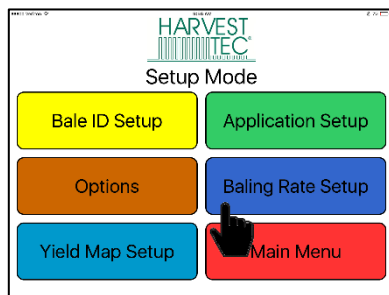 HARVEST
TEC
Setup Mode
Bale ID Setup
Application Setup
Options
Baling Rate Setup
Yield Map Setup
Main Menu